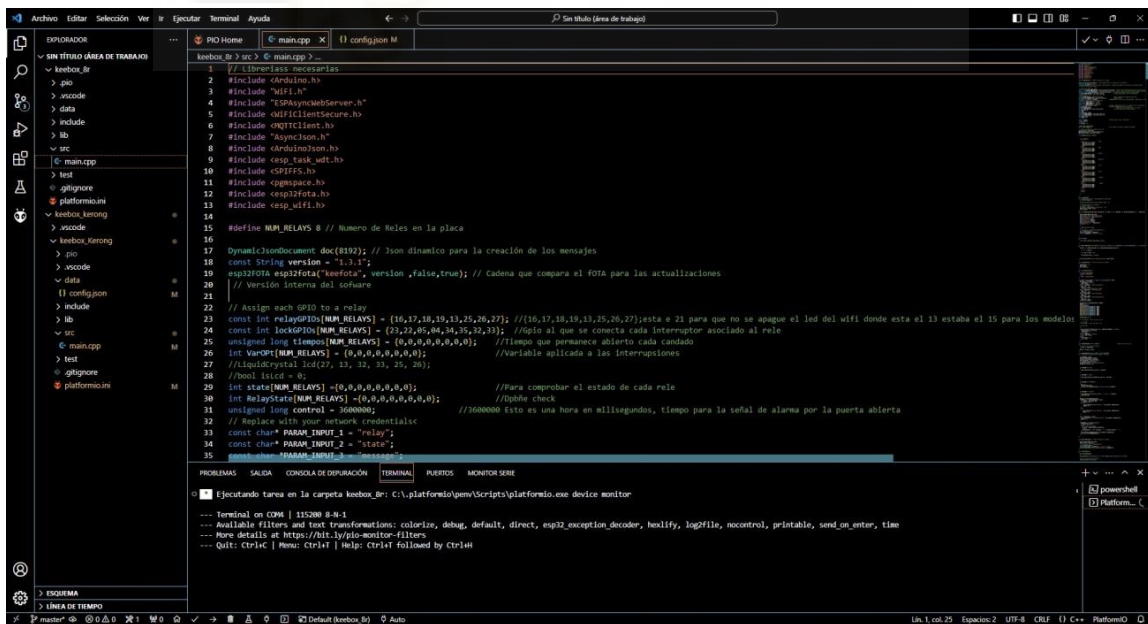 Archivo Editar Selección Ver Ir Ejecutar Terminal Ayuda
Sin título (área de trabajo)
EXPLORADOR
SIN TÍTULO (ÁREA DE TRABAJO)
keebox_8r
.pio
.vscode
data
include
lib
src
main.cpp
test
.gitignore
platformio.ini
keebox_kerong
.vscode
keebox_Kerong
.pio
.vscode
data
config.json M
include
lib
src
main.cpp M
test
.gitignore
platformio.ini M
ESQUEMA
LÍNEA DE TIEMPO
PIO Home main.cpp config.json M
keebox_8r > src > main.cpp > ...
1 // Libreriass necesarias
2 #include <Arduino.h>
3 #include "WiFi.h"
4 #include "ESPAsyncWebServer.h"
5 #include <WiFiClientSecure.h>
6 #include <MQTTClient.h>
7 #include "AsyncJson.h"
8 #include <ArduinoJson.h>
9 #include <esp_task_wdt.h>
10 #include <SPIFFS.h>
11 #include <pgmspace.h>
12 #include <esp32fota.h>
13 #include <esp_wifi.h>
14
15 #define NUM_RELAYS 8 // Numero de Reles en la placa
16
17 DynamicJsonDocument doc(8192); // Json dinamico para la creación de los mensajes
18 const String version = "1.3.1";
19 esp32FOTA esp32fota("keefota", version ,false,true); // Cadena que compara el fOTA para las actualizaciones
20 // Versión interna del sofware
21
22 // Assign each GPIO to a relay
23 const int relayGPIOs[NUM_RELAYS] = {16,17,18,19,13,25,26,27}; //{16,17,18,19,13,25,26,27};esta e 21 para que no se apague el led del wifi donde esta el 13 estaba el 15 para los modelos
24 const int lockGPIOs[NUM_RELAYS] = {23,22,05,04,34,35,32,33}; //Gpio al que se conecta cada interruptor asociado al rele
25 unsigned long tiempos[NUM_RELAYS] = {0,0,0,0,0,0,0,0}; //Tiempo que permanece abierto cada candado
26 int VarOPt[NUM_RELAYS] = {0,0,0,0,0,0,0,0}; //Variable aplicada a las interrupsiones
27 //LiquidCrystal lcd(27, 13, 32, 33, 25, 26);
28 //bool isLcd = 0;
29 int state[NUM_RELAYS] ={0,0,0,0,0,0,0,0}; //Para comprobar el estado de cada rele
30 int RelayState[NUM_RELAYS] ={0,0,0,0,0,0,0,0}; //Dpbñe check
31 unsigned long control = 3600000; //3600000 Esto es una hora en milisegundos, tiempo para la señal de alarma por la puerta abierta
32 // Replace with your network credentials<
33 const char* PARAM_INPUT_1 = "relay";
34 const char* PARAM_INPUT_2 = "state";
35 const char *PARAM_INPUT_3 = "message";
PROBLEMAS SALIDA CONSOLA DE DEPURACIÓN TERMINAL PUERTOS MONITOR SERIE
* Ejecutando tarea en la carpeta keebox_8r: C:\.platformio\penv\Scripts\platformio.exe device monitor
--- Terminal on COM4 | 115200 8-N-1
--- Available filters and text transformations: colorize, debug, default, direct, esp32_exception_decoder, hexlify, log2file, nocontrol, printable, send_on_enter, time
--- More details at https://bit.ly/pio-monitor-filters
--- Quit: Ctrl+C | Menu: Ctrl+T | Help: Ctrl+T followed by Ctrl+H
powershell
Platform...
master* 0 0 1 0 Default (keebox_8r) Auto
Lín. 1, col. 25 Espacios: 2 UTF-8 CRLF {} C++ PlatformIO